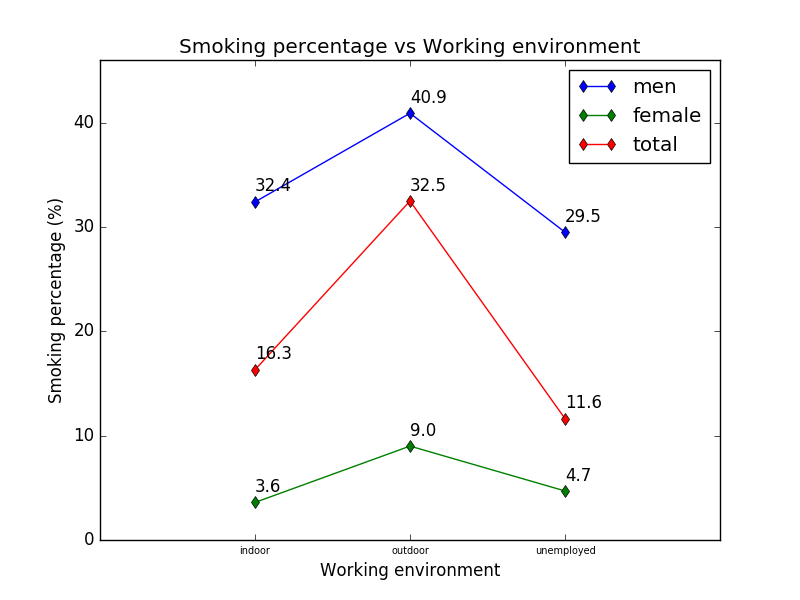 Smoking percentage vs Working environment
men
female
total
40.9
32.4
32.5
29.5
16.3
11.6
9.0
3.6
4.7
40
30
20
10
0
Smoking percentage (%)
indoor outdoor unemployed
Working environment